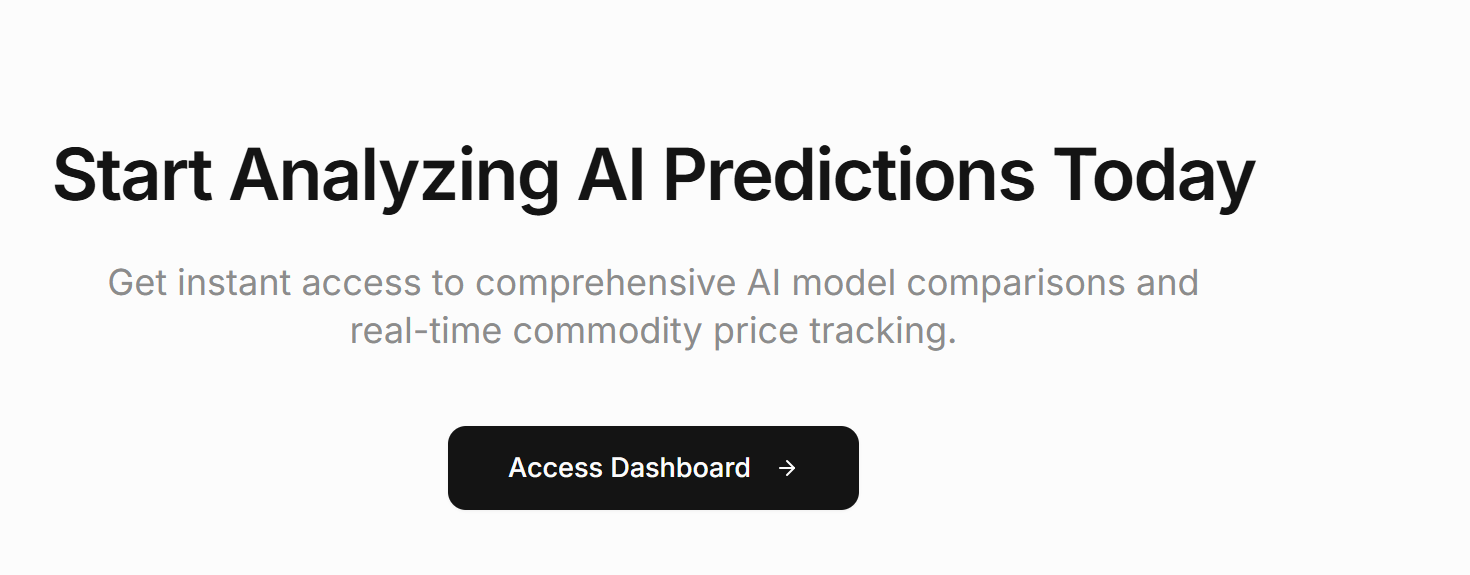 Start Analyzing AI Predictions Today
Get instant access to comprehensive AI model comparisons and
real-time commodity price tracking.
Access Dashboard →